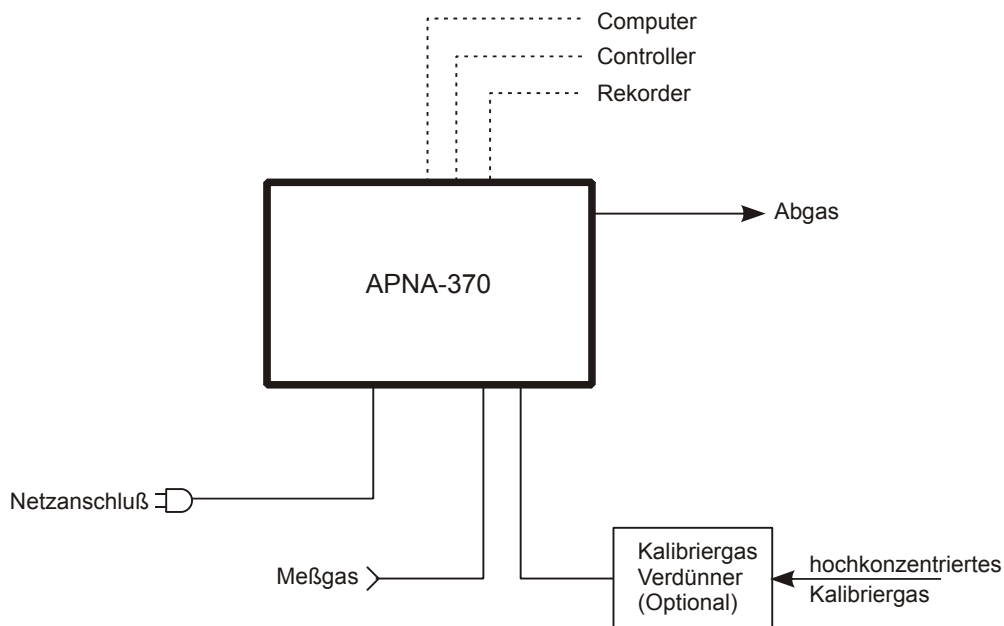 Computer
Controller
Rekorder
Abgas
APNA-370
Netzanschluß
Meßgas
Kalibriergas
Verdünner
(Optional)
hochkonzentriertes
Kalibriergas